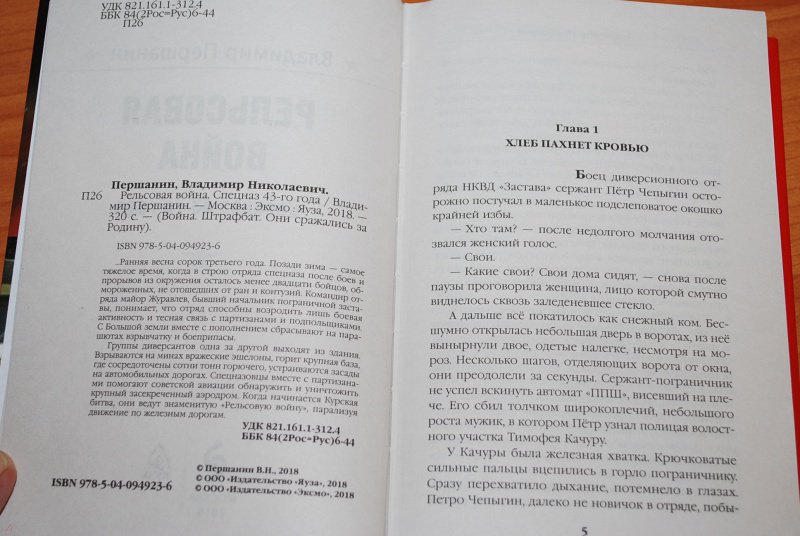 УДК 821.161.1-312.4
ББК 84(2Рос=Рус)6-44
П26
Першанин, Владимир Николаевич.
П26 Рельсовая война. Спецназ 43-го года / Влади-
мир Першанин. — Москва : Эксмо : Яуза, 2018. —
320 с. — (Война. Штрафбат. Они сражались за
Родину).
ISBN 978-5-04-094923-6
...Ранняя весна сорок третьего года. Позади зима — самое
тяжелое время, когда в строю отряда спецназа после боев и
прорывов из окружения осталось менее двадцати бойцов, об-
мороженных, не отошедших от ран и контузий. Командир от-
ряда майор Журавлев, бывший начальник пограничной заста-
вы, понимает, что отряд способны возродить лишь боевая
активность и тесная связь с партизанами и подпольщиками.
С Большой земли вместе с пополнением сбрасывают на пара-
шютах взрывчатку и боеприпасы.
Группы диверсантов одна за другой выходят из здания.
Взрываются на минах вражеские эшелоны, горит крупная база,
где сосредоточены сотни тонн горючего, устраиваются засады
на автомобильных дорогах. Спецназовцы вместе с партизана-
ми помогают советской авиации обнаружить и уничтожить
крупный засекреченный аэродром. Когда начинается Курская
битва, они ведут знаменитую «Рельсовую войну», парализуя
движение по железным дорогам.
УДК 821.161.1-312.4
ББК 84(2Рос=Рус)6-44
© Першанин В.Н., 2018
© ООО «Издательство «Яуза», 2018
ISBN 978-5-04-094923-6 © ООО «Издательство «Эксмо», 2018
Глава 1
ХЛЕБ ПАХНЕТ КРОВЬЮ
Боец диверсионного от-
ряда НКВД «Застава» сержант Пётр Чепыгин осто-
рожно постучал в маленькое подслеповатое окошко
крайней избы.
— Хто там? — после недолгого молчания ото-
звался женский голос.
— Свои.
— Какие свои? Свои дома сидят, — снова после
паузы проговорила женщина, лицо которой смутно
виднелось сквозь заледеневшее стекло.
А дальше всё покатилось как снежный ком. Бес-
шумно открылась небольшая дверь в воротах, из неё
вынырнули двое, одетые налегке, несмотря на мо-
роз. Несколько шагов, отделяющих ворота от окна,
они преодолели за секунды. Сержант-пограничник
не успел вскинуть автомат «ППШ», висевший на пле-
че. Его сбил толчком широкоплечий, небольшого
роста мужик, в котором Пётр узнал полицая волост-
ного участка Тимофея Качуру.
У Качуры была железная хватка. Крючковатые
сильные пальцы вцепились в горло пограничнику.
Сразу перехватило дыхание, потемнело в глазах.
Петро Чепыгин, далеко не новичок в отряде, побы-
5